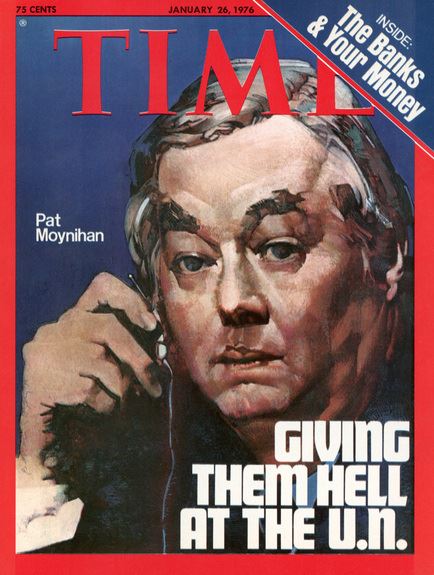 75 CENTS
JANUARY 26, 1976
INSIDE:
The Banks
& Your Money
®
TIME
Pat
Moynihan
GIVING
THEM HELL
AT THE U.N.